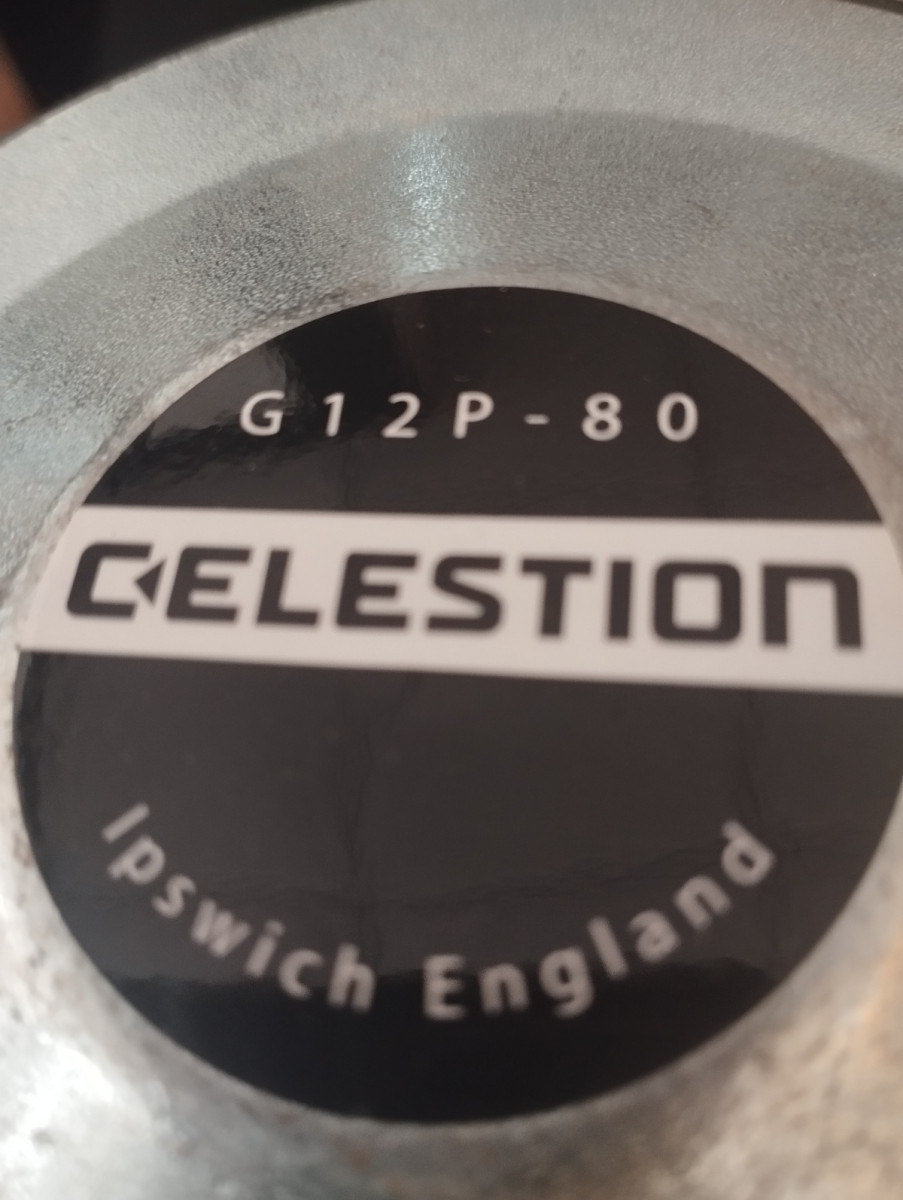 G12P-80
CELESTION
Ipswich England